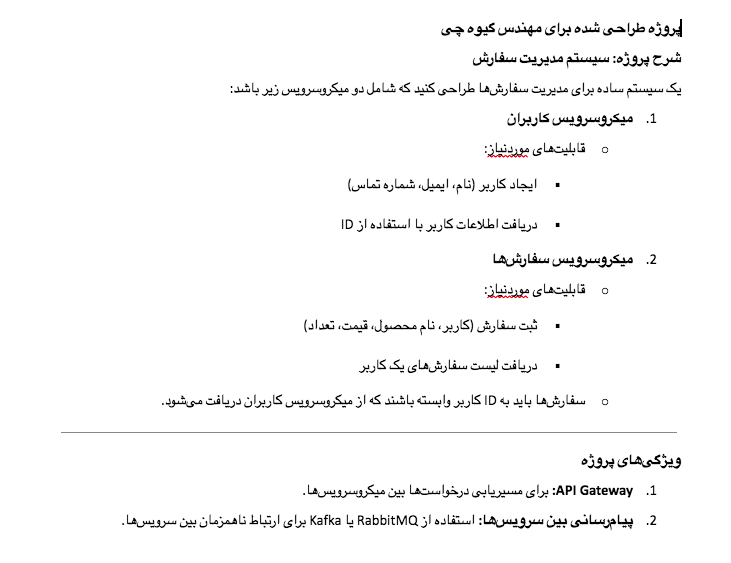 پروژه طراحی شده برای مهندس گیوه چی
شرح پروژه: سیستم مدیریت سفارش
یک سیستم ساده برای مدیریت سفارش‌ها طراحی کنید که شامل دو میکروسرویس زیر باشد:
1. میکروسرویس کاربران
o قابلیت‌های موردنیاز:
▪ ایجاد کاربر (نام، ایمیل، شماره تماس)
▪ دریافت اطلاعات کاربر با استفاده از ID
2. میکروسرویس سفارش‌ها
o قابلیت‌های موردنیاز:
▪ ثبت سفارش (کاربر، نام محصول، قیمت، تعداد)
▪ دریافت لیست سفارش‌های یک کاربر
o سفارش‌ها باید به ID کاربر وابسته باشند که از میکروسرویس کاربران دریافت می‌شود.
ویژگی‌های پروژه
1. API Gateway: برای مسیریابی درخواست‌ها بین میکروسرویس‌ها.
2. پیام‌رسانی بین سرویس‌ها: استفاده از RabbitMQ یا Kafka برای ارتباط ناهمزمان بین سرویس‌ها.